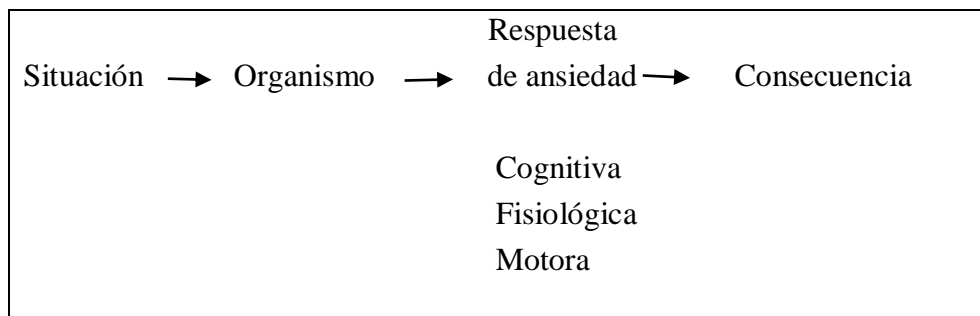 Respuesta
Situación → Organismo → de ansiedad → Consecuencia
Cognitiva
Fisiológica
Motora